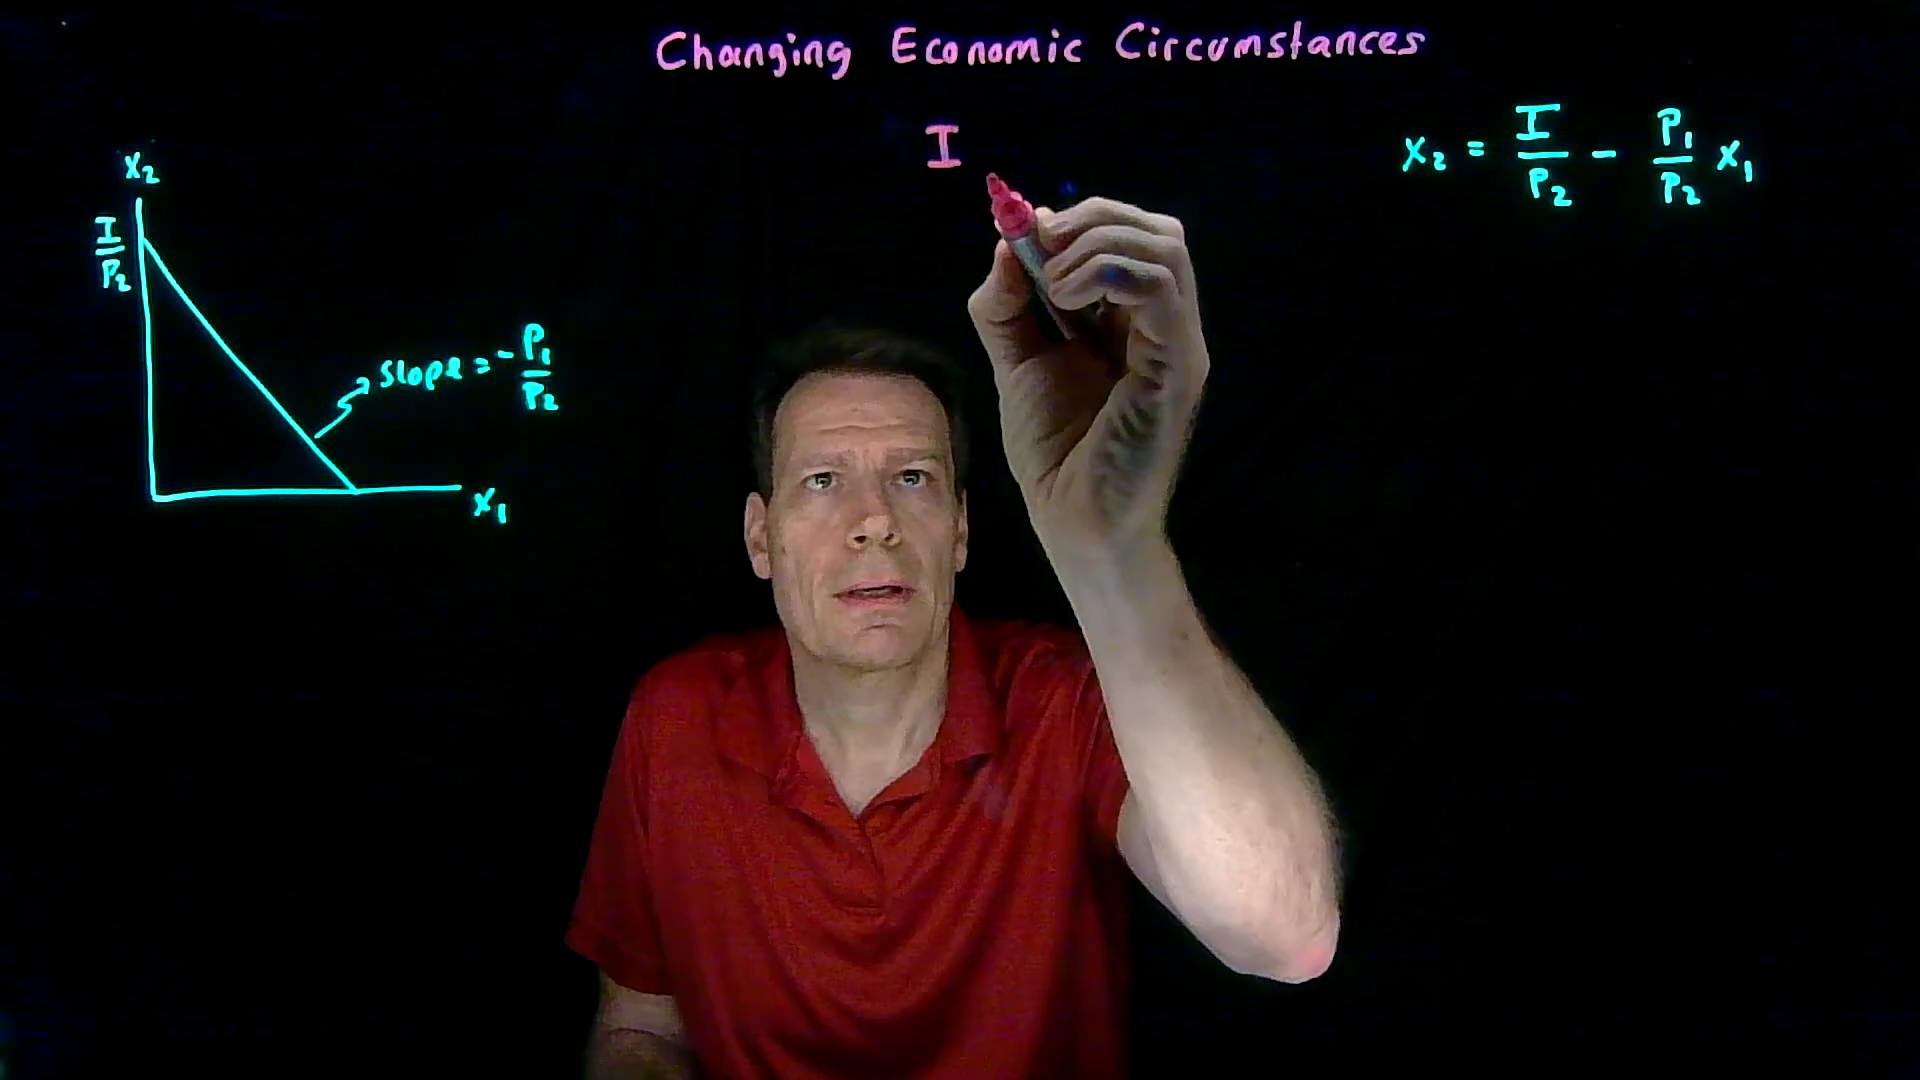 Changing Economic Circumstances
I
x₂ = I/P₂ - P₁/P₂ x₁
x₂
I/P₂
slope = - P₁/P₂
x₁